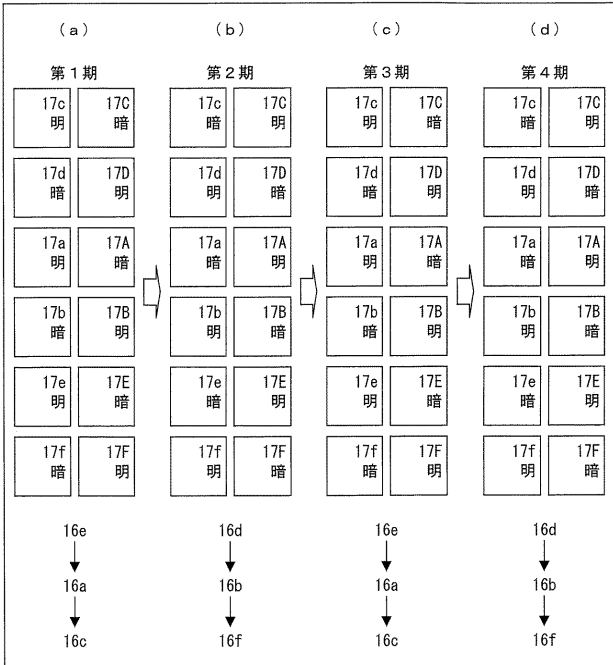 (a) (b) (c) (d)
第1期 第2期 第3期 第4期
17c 17C 17c 17C 17c 17C 17c 17C
明 暗 暗 明 明 暗 暗 明
17d 17D 17d 17D 17d 17D 17d 17D
暗 明 明 暗 暗 明 明 暗
17a 17A 17a 17A 17a 17A 17a 17A
明 暗 暗 明 明 暗 暗 明
17b 17B 17b 17B 17b 17B 17b 17B
暗 明 明 暗 暗 明 明 暗
17e 17E 17e 17E 17e 17E 17e 17E
明 暗 暗 明 明 暗 暗 明
17f 17F 17f 17F 17f 17F 17f 17F
暗 明 明 暗 暗 明 明 暗
16e 16d 16e 16d
16a 16b 16a 16b
16c 16f 16c 16f